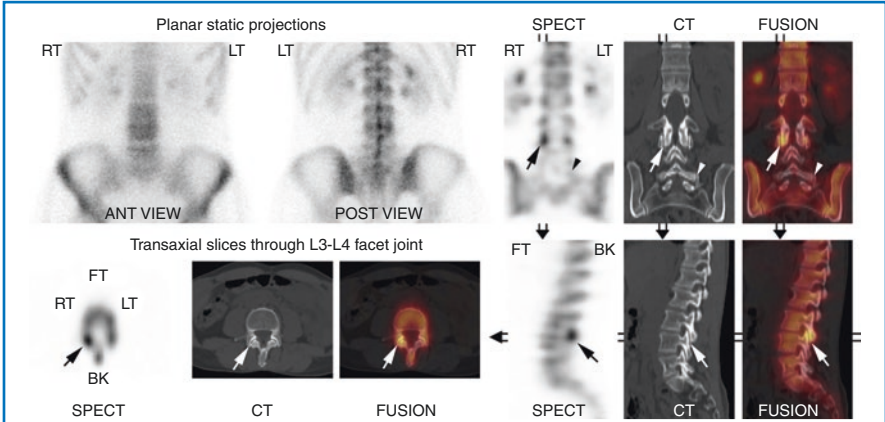 Planar static projections
RT LT LT RT
ANT VIEW POST VIEW
SPECT CT FUSION
RT LT
Transaxial slices through L3-L4 facet joint
FT
RT LT
BK
SPECT CT FUSION
FT BK
SPECT CT FUSION